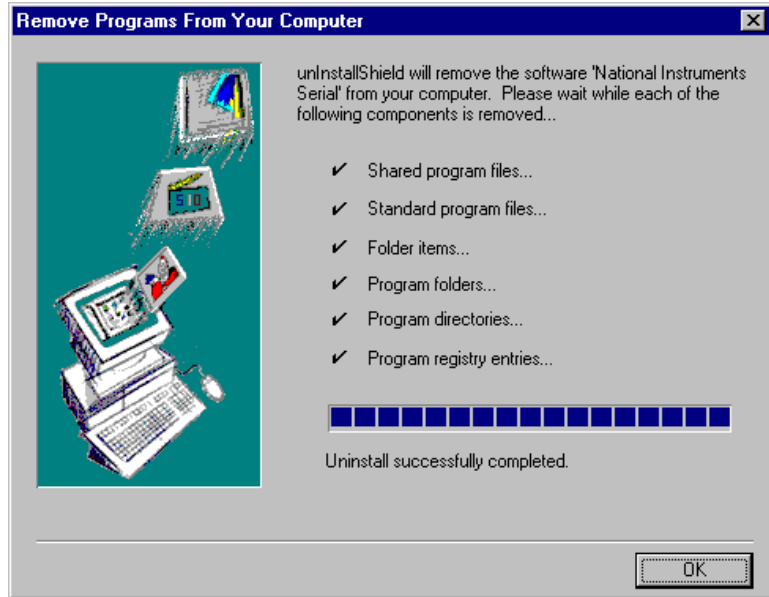 Remove Programs From Your Computer
unInstallShield will remove the software 'National Instruments
Serial' from your computer.  Please wait while each of the
following components is removed...
Shared program files...
Standard program files...
Folder items...
Program folders...
Program directories...
Program registry entries...
Uninstall successfully completed.
OK